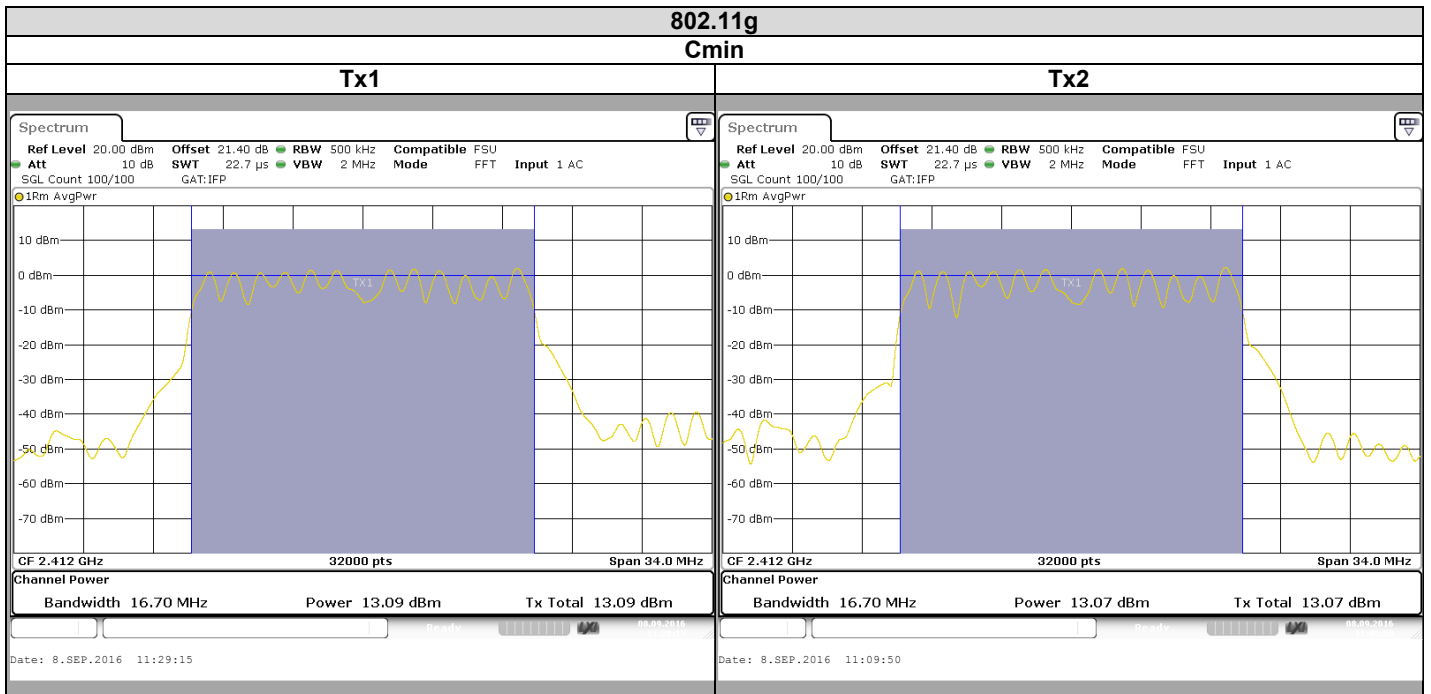 802.11g
Cmin
Tx1 Tx2
Spectrum
Ref Level 20.00 dBm Offset 21.40 dB RBW 500 kHz Compatible FSU
Att 10 dB SWT 22.7 µs VBW 2 MHz Mode FFT Input 1 AC
SGL Count 100/100 GAT:IFP
1Rm AvgPwr
10 dBm
0 dBm
TX1
-10 dBm
-20 dBm
-30 dBm
-40 dBm
-50 dBm
-60 dBm
-70 dBm
CF 2.412 GHz 32000 pts Span 34.0 MHz
Channel Power
Bandwidth 16.70 MHz Power 13.09 dBm Tx Total 13.09 dBm
Ready 08.09.2016
Date: 8.SEP.2016 11:29:15
Spectrum
Ref Level 20.00 dBm Offset 21.40 dB RBW 500 kHz Compatible FSU
Att 10 dB SWT 22.7 µs VBW 2 MHz Mode FFT Input 1 AC
SGL Count 100/100 GAT:IFP
1Rm AvgPwr
10 dBm
0 dBm
TX1
-10 dBm
-20 dBm
-30 dBm
-40 dBm
-50 dBm
-60 dBm
-70 dBm
CF 2.412 GHz 32000 pts Span 34.0 MHz
Channel Power
Bandwidth 16.70 MHz Power 13.07 dBm Tx Total 13.07 dBm
Ready 08.09.2016
Date: 8.SEP.2016 11:09:50